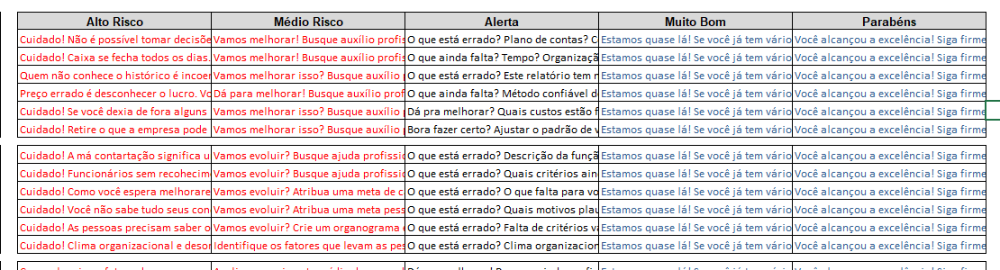 Alto Risco Médio Risco Alerta Muito Bom Parabéns
Cuidado! Não é possível tomar decisõe Vamos melhorar! Busque auxílio profis O que está errado? Plano de contas? C Estamos quase lá! Se você já tem vário Você alcançou a excelência! Siga firme
Cuidado! Caixa se fecha todos os dias. Vamos melhorar! Busque auxílio profis O que ainda falta? Tempo? Organizaçã Estamos quase lá! Se você já tem vário Você alcançou a excelência! Siga firme
Quem não conhece o histórico é incoer Vamos melhorar isso? Busque auxílio O que está errado? Este relatório tem Estamos quase lá! Se você já tem vário Você alcançou a excelência! Siga firme
Preço errado é desconhecer o lucro. Vo Dá para melhorar! Busque auxílio prof O que ainda falta? Método confiável d Estamos quase lá! Se você já tem vário Você alcançou a excelência! Siga firme
Cuidado! Se você dexia de fora alguns Vamos melhorar isso? Busque auxílio Dá pra melhorar? Quais custos estão f Estamos quase lá! Se você já tem vário Você alcançou a excelência! Siga firme
Cuidado! Retire o que a empresa pode Vamos melhorar isso? Busque auxílio Bora fazer certo? Ajustar o padrão de v Estamos quase lá! Se você já tem vário Você alcançou a excelência! Siga firme
Cuidado! A má contartação significa u Vamos evoluir? Busque ajuda profissio O que está errado? Descrição da funçã Estamos quase lá! Se você já tem vário Você alcançou a excelência! Siga firme
Cuidado! Funcionários sem reconhecim Vamos evoluir? Busque ajuda profissio O que está errado? Quais critérios ain Estamos quase lá! Se você já tem vário Você alcançou a excelência! Siga firme
Cuidado! Como você espera melhorare Vamos evoluir? Atribua uma meta de c O que está errado? O que falta para vo Estamos quase lá! Se você já tem vário Você alcançou a excelência! Siga firme
Cuidado! Você não sabe tudo seus con Vamos evoluir? Atribua uma meta pess O que está errado? Quais motivos plau Estamos quase lá! Se você já tem vário Você alcançou a excelência! Siga firme
Cuidado! As pessoas precisam saber o Vamos evoluir? Crie um organograma O que está errado? Falta de critérios va Estamos quase lá! Se você já tem vário Você alcançou a excelência! Siga firme
Cuidado! Clima organizacional e desor Identifique os fatores que levam as pes O que está errado? Clima organizacion Estamos quase lá! Se você já tem vário Você alcançou a excelência! Siga firme